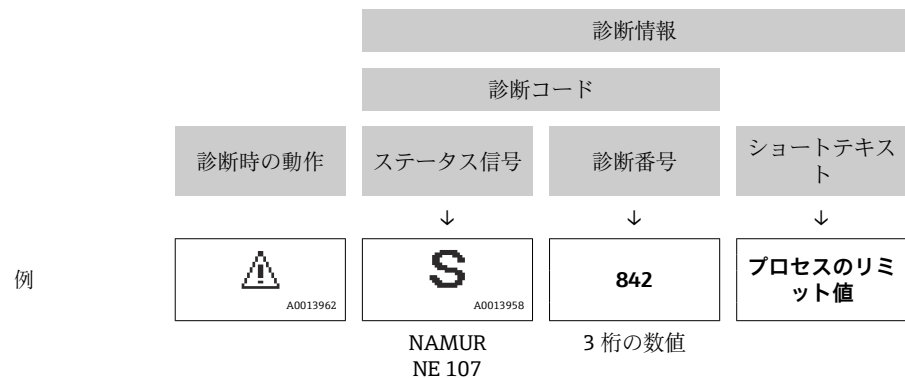 診断情報
診断コード
診断時の動作 ステータス信号 診断番号 ショートテキス
ト
↓ ↓ ↓
例 S 842 プロセスのリミ
ット値
A0013962 A0013958
NAMUR 3 桁の数値
NE 107